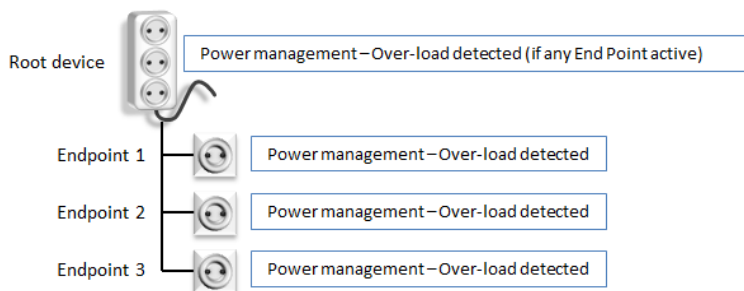 Root device
Power management – Over-load detected (if any End Point active)
Endpoint 1
Power management – Over-load detected
Endpoint 2
Power management – Over-load detected
Endpoint 3
Power management – Over-load detected